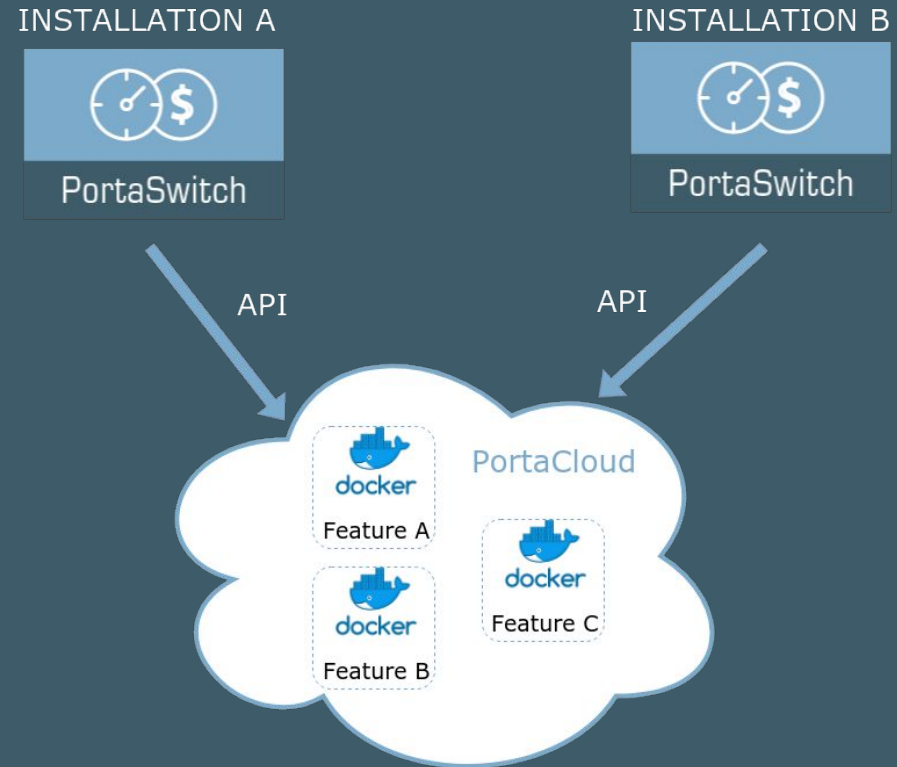 INSTALLATION A
INSTALLATION B
$
$
PortaSwitch
PortaSwitch
API
API
PortaCloud
docker
Feature A
docker
Feature C
docker
Feature B